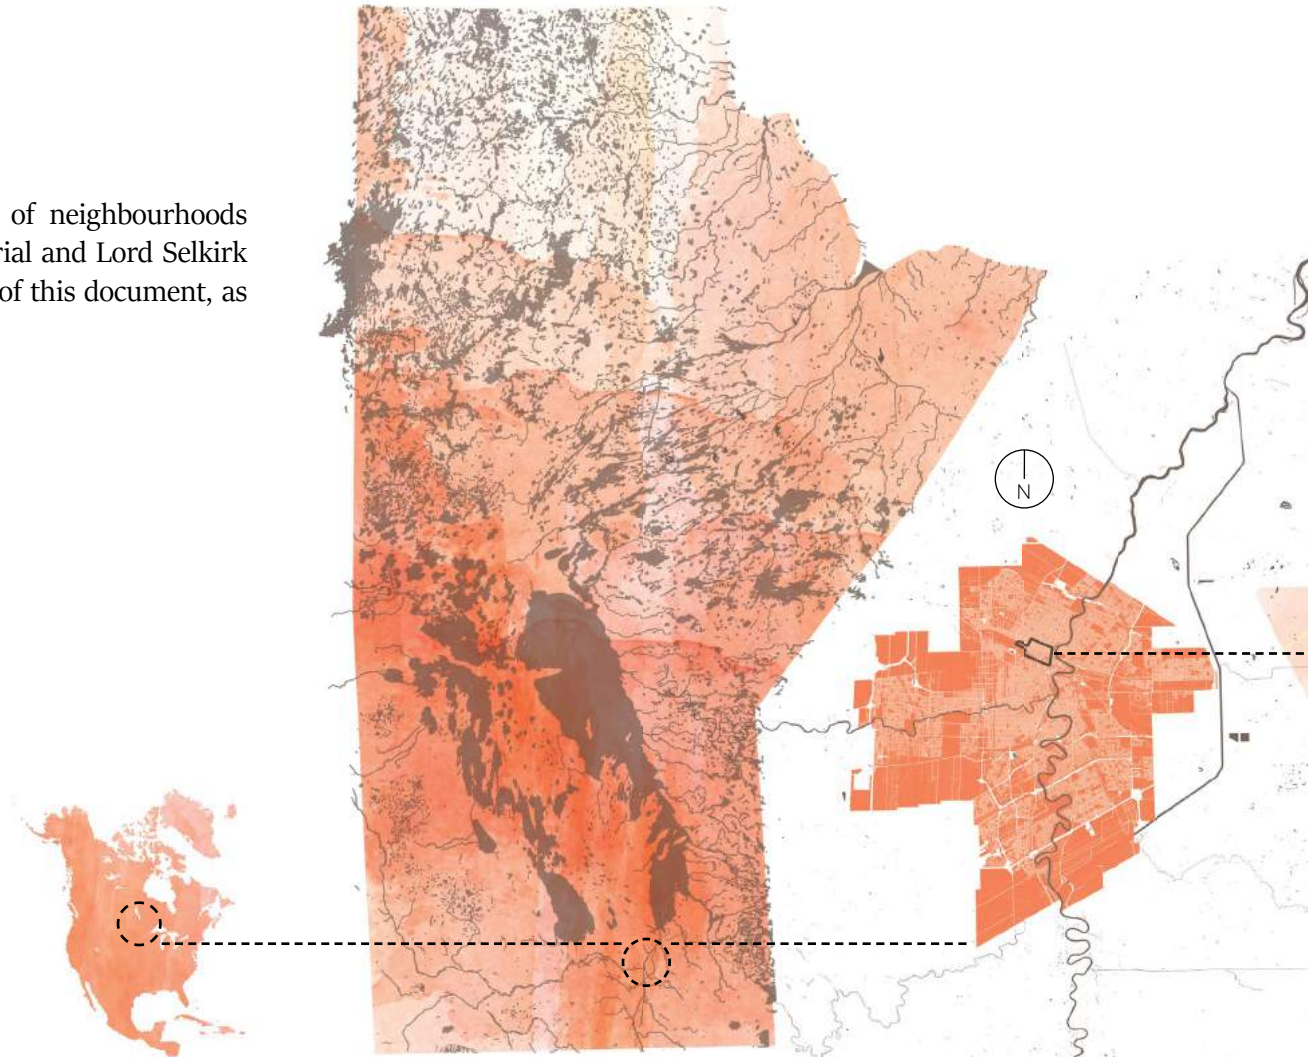 of neighbourhoods
rial and Lord Selkirk
of this document, as
N